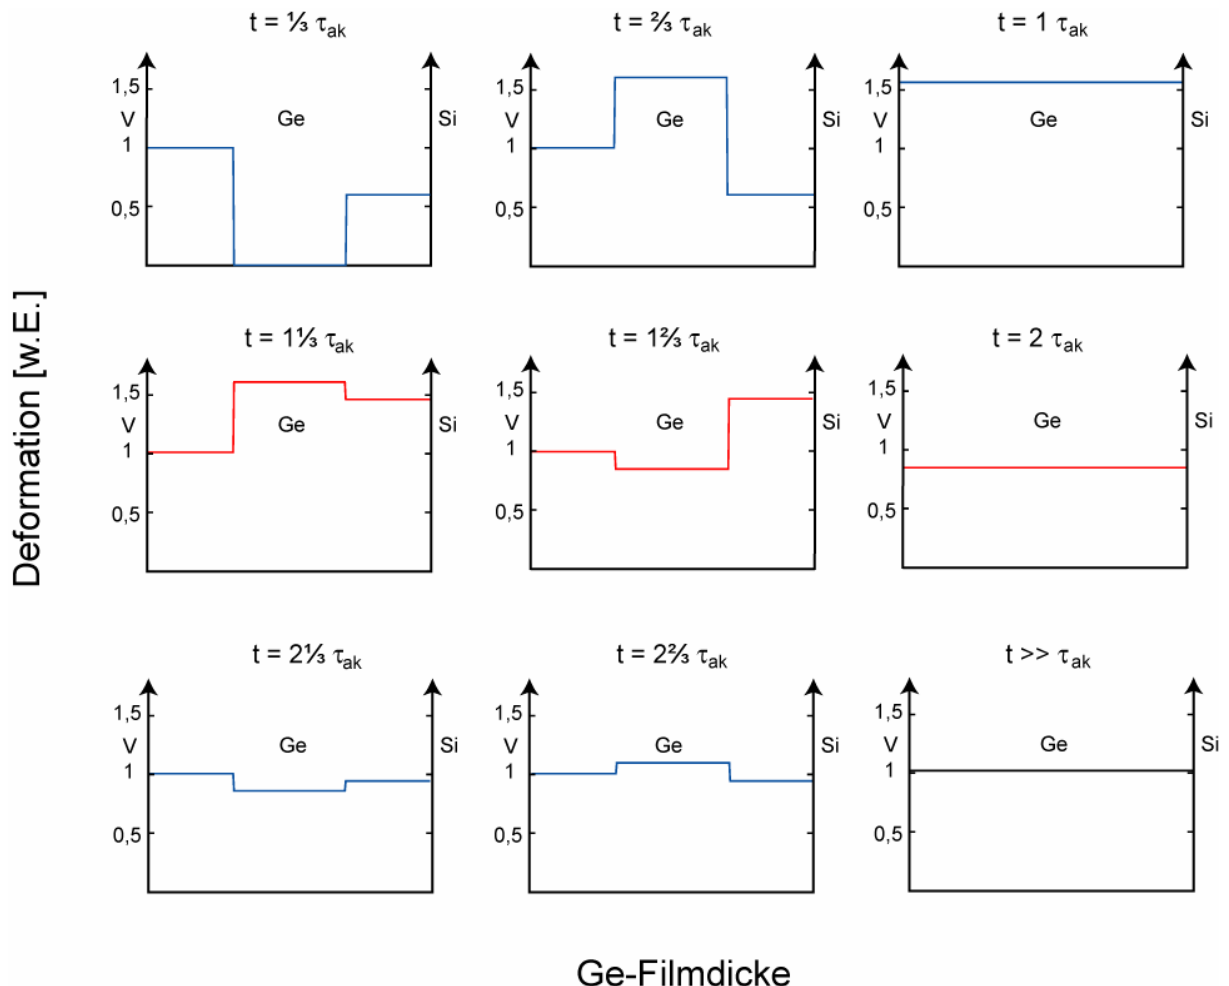 t = ⅓ τak
t = ⅔ τak
t = 1 τak
1,5
V
Ge
Si
1
0,5
1,5
V
Ge
Si
1
0,5
1,5
V
Ge
Si
1
0,5
Deformation [w.E.]
t = 1⅓ τak
t = 1⅔ τak
t = 2 τak
1,5
V
Ge
Si
1
0,5
1,5
V
Ge
Si
1
0,5
1,5
V
Ge
Si
1
0,5
t = 2⅓ τak
t = 2⅔ τak
t >> τak
1,5
V
Ge
Si
1
0,5
1,5
V
Ge
Si
1
0,5
1,5
V
Ge
Si
1
0,5
Ge-Filmdicke